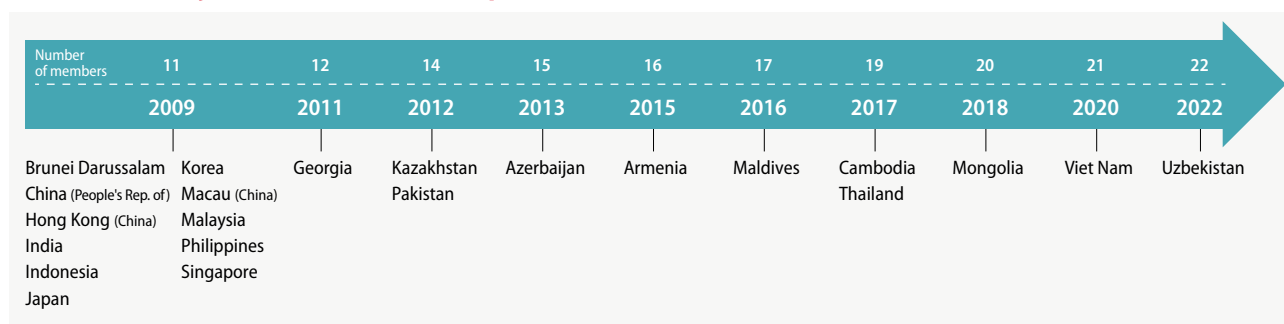 Number
of members 11 12 14 15 16 17 19 20 21 22
2009 2011 2012 2013 2015 2016 2017 2018 2020 2022
Brunei Darussalam Korea Georgia Kazakhstan Azerbaijan Armenia Maldives Cambodia Mongolia Viet Nam Uzbekistan
China (People's Rep. of) Macau (China) Pakistan Thailand
Hong Kong (China) Malaysia
India Philippines
Indonesia Singapore
Japan